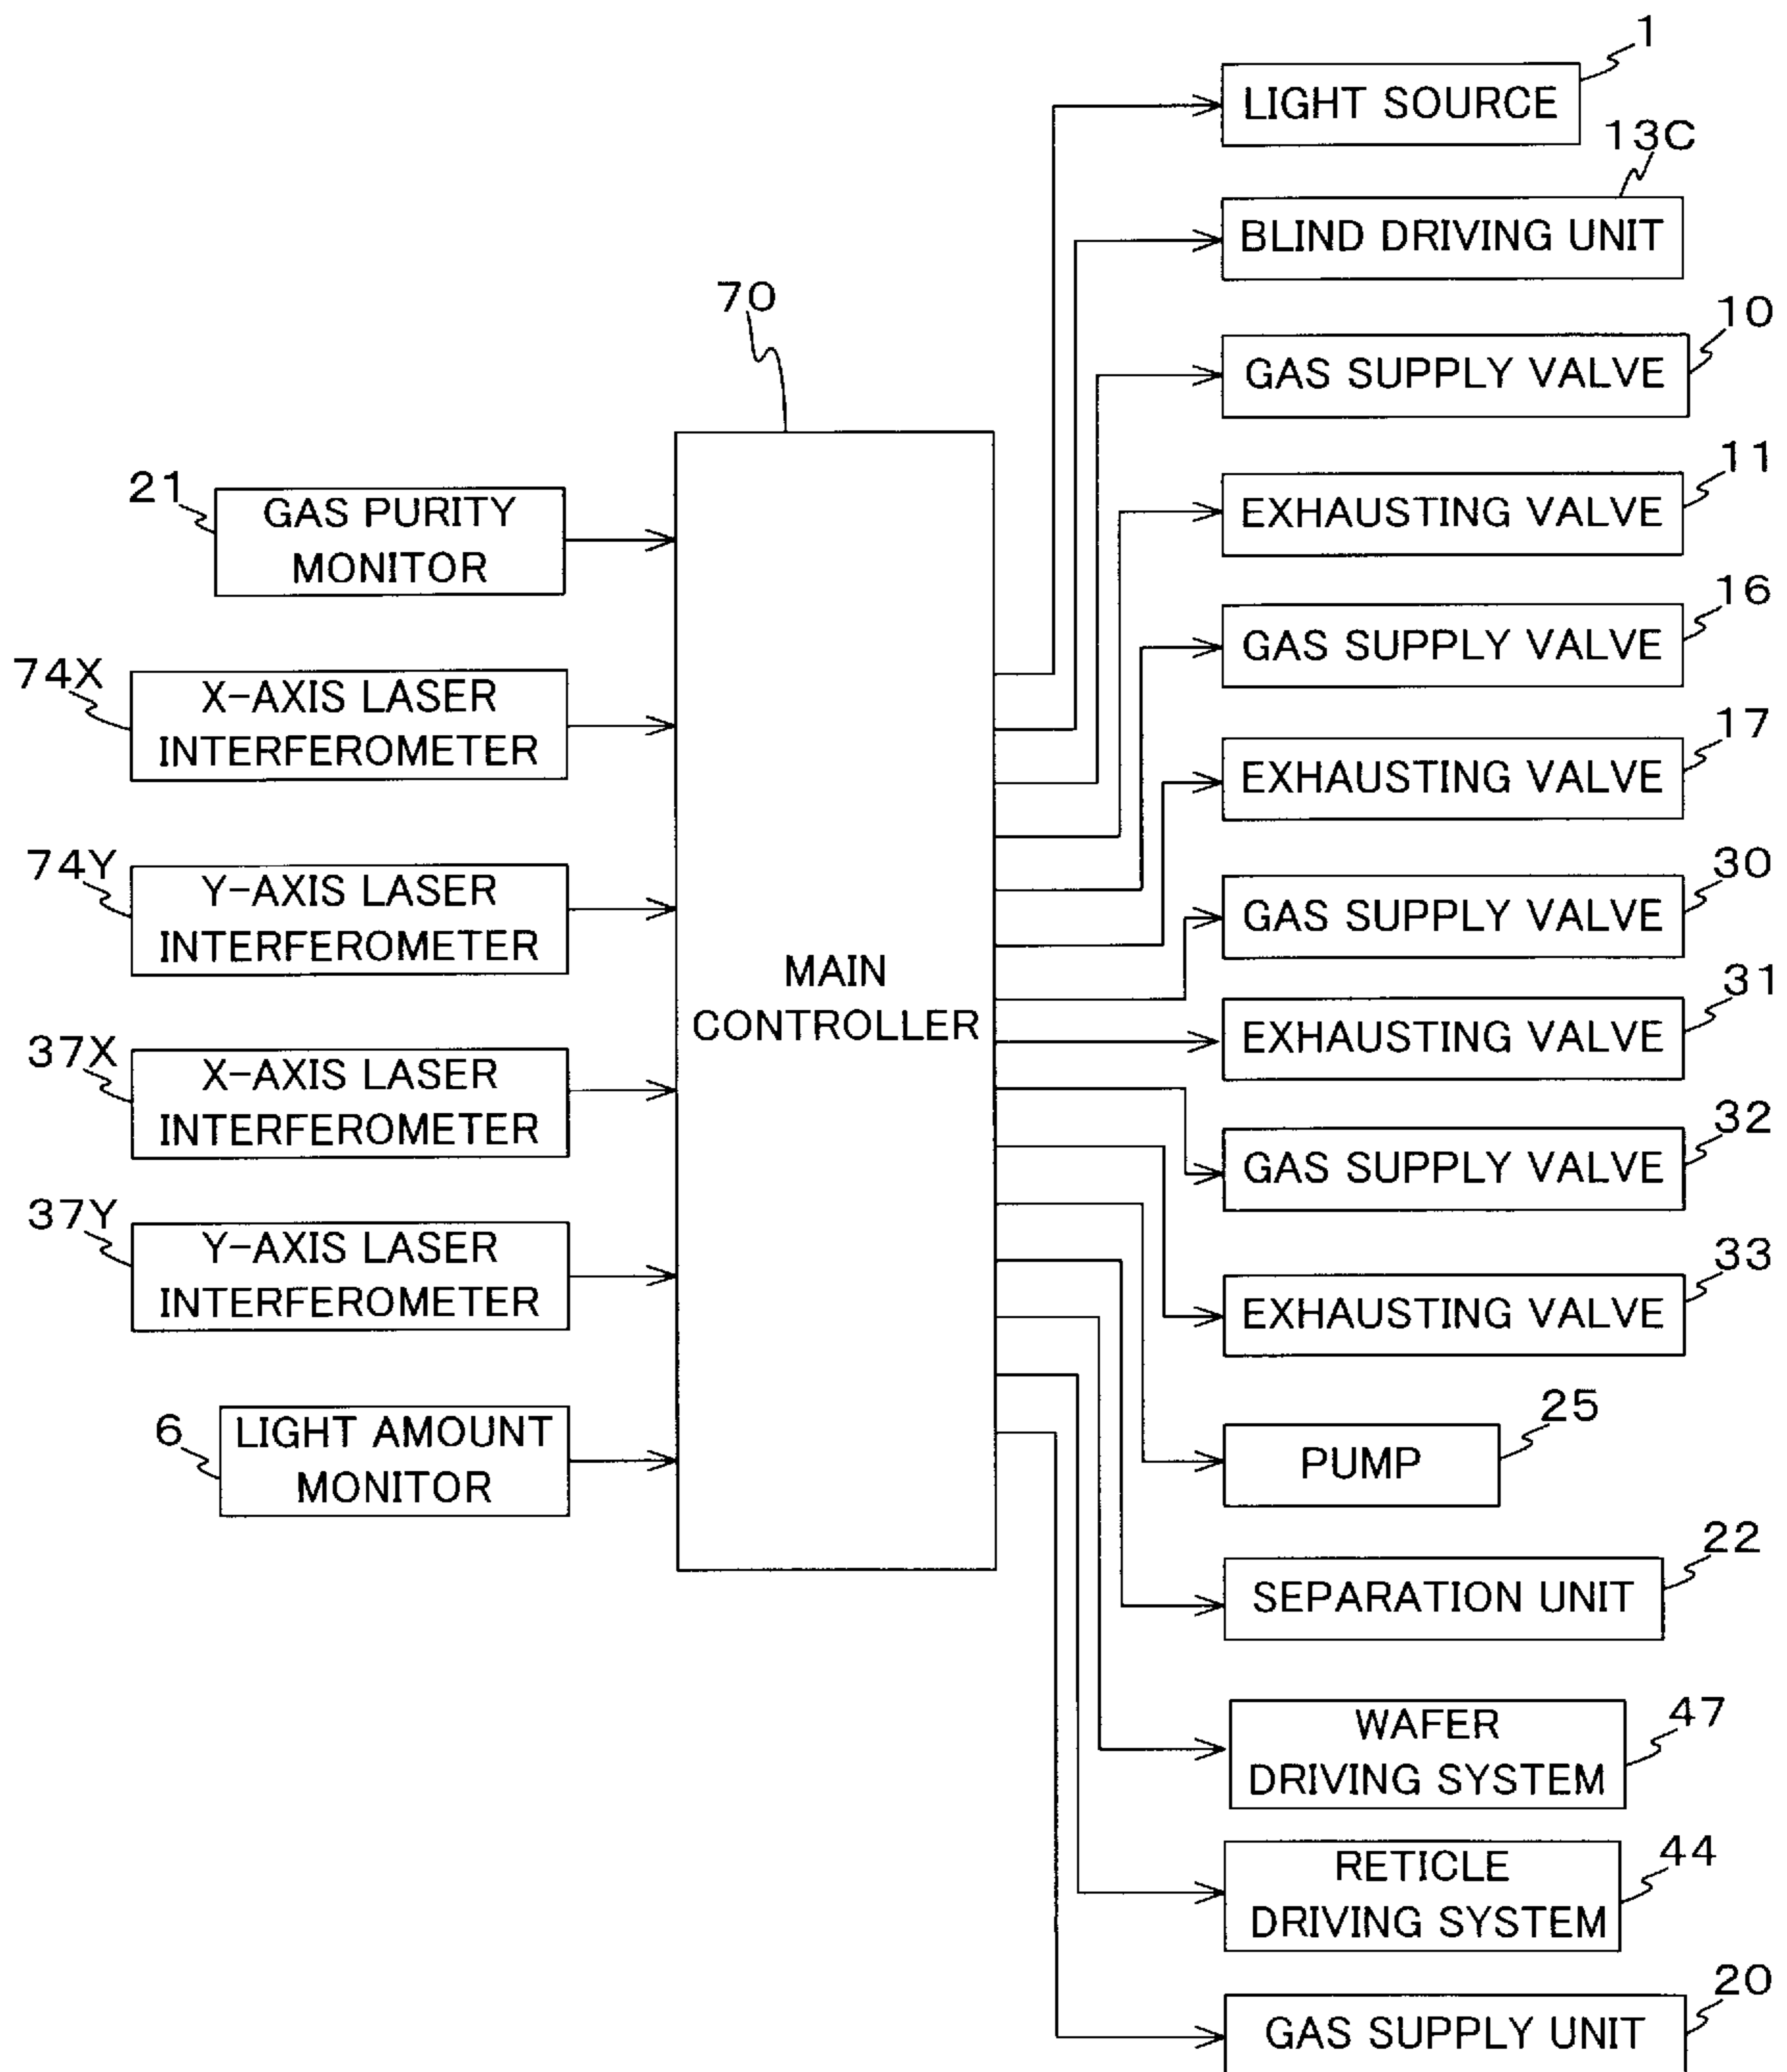 1
LIGHT SOURCE
13C
BLIND DRIVING UNIT
10
GAS SUPPLY VALVE
11
EXHAUSTING VALVE
16
GAS SUPPLY VALVE
17
EXHAUSTING VALVE
30
GAS SUPPLY VALVE
31
EXHAUSTING VALVE
32
GAS SUPPLY VALVE
33
EXHAUSTING VALVE
25
PUMP
22
SEPARATION UNIT
47
WAFER
DRIVING SYSTEM
44
RETICLE
DRIVING SYSTEM
20
GAS SUPPLY UNIT
70
MAIN
CONTROLLER
21
GAS PURITY
MONITOR
74X
X-AXIS LASER
INTERFEROMETER
74Y
Y-AXIS LASER
INTERFEROMETER
37X
X-AXIS LASER
INTERFEROMETER
37Y
Y-AXIS LASER
INTERFEROMETER
6
LIGHT AMOUNT
MONITOR